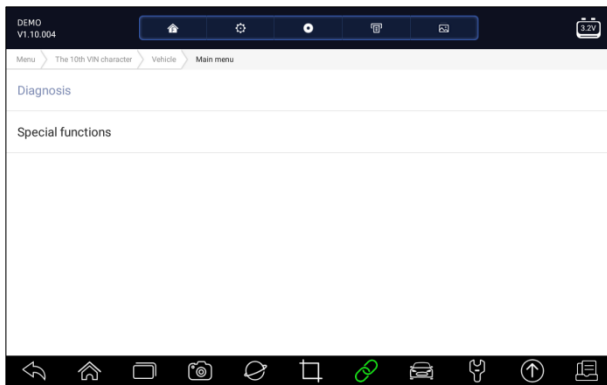 DEMO
V1.10.004
3.2V
Menu The 10th VIN character Vehicle Main menu
Diagnosis
Special functions